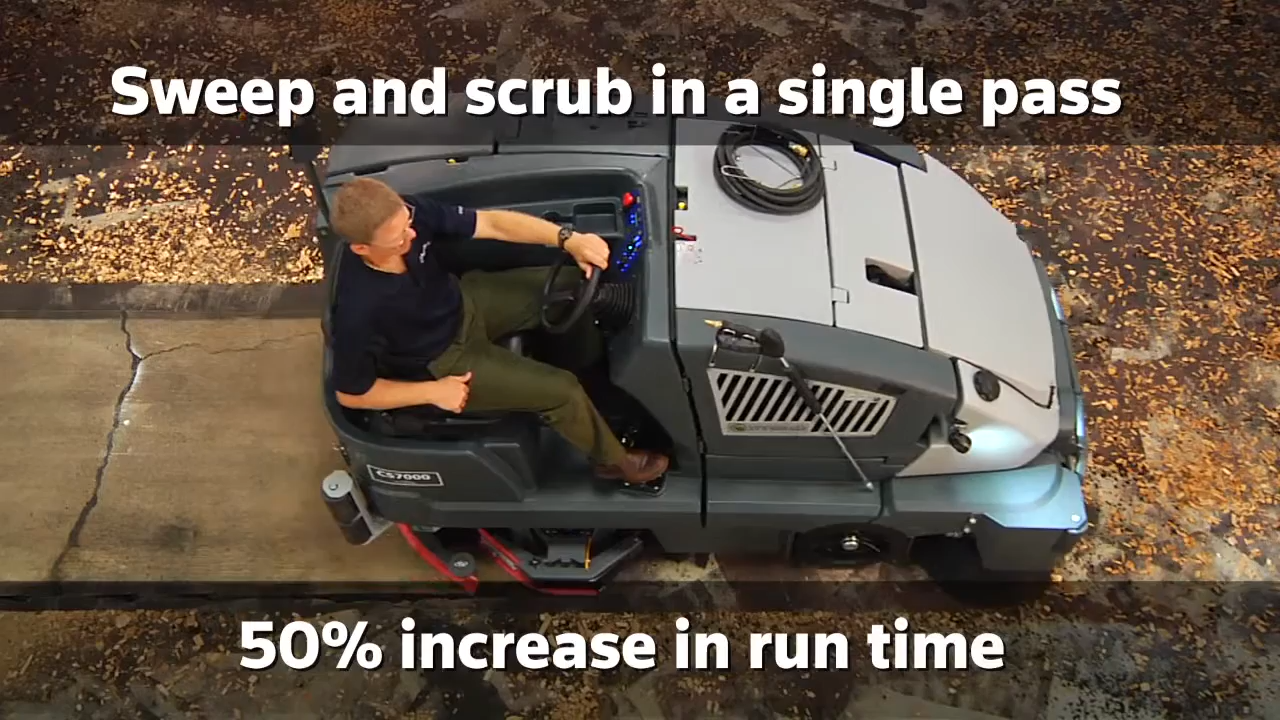 Sweep and scrub in a single pass
CS7000
50% increase in run time